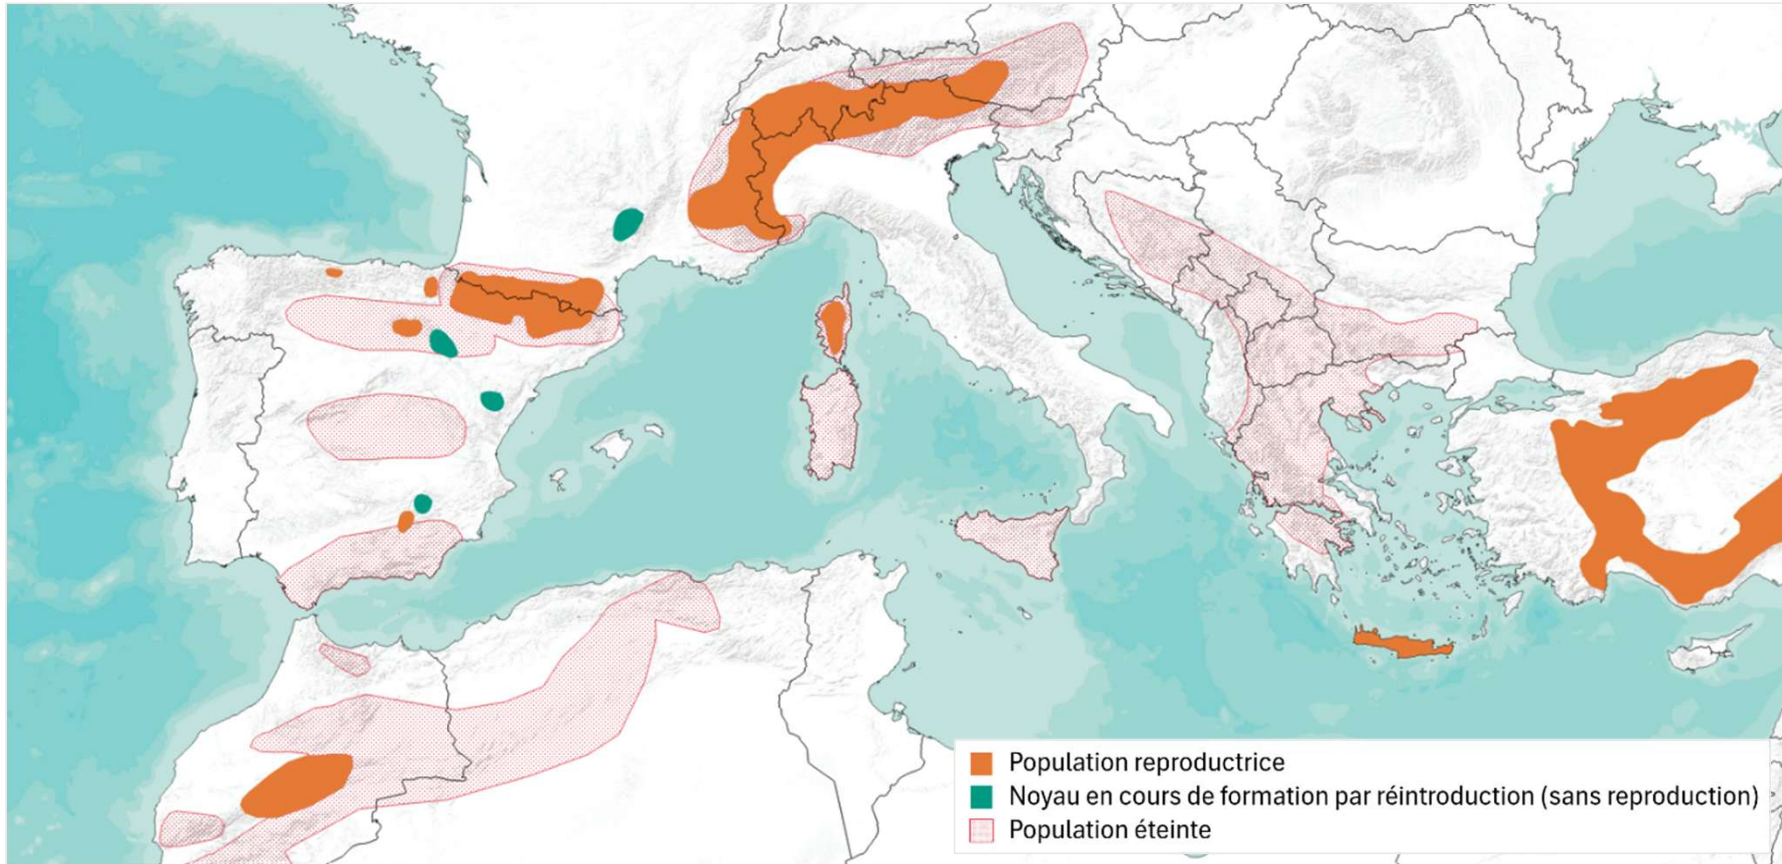 Population reproductrice
Noyau en cours de formation par réintroduction (sans reproduction)
Population éteinte